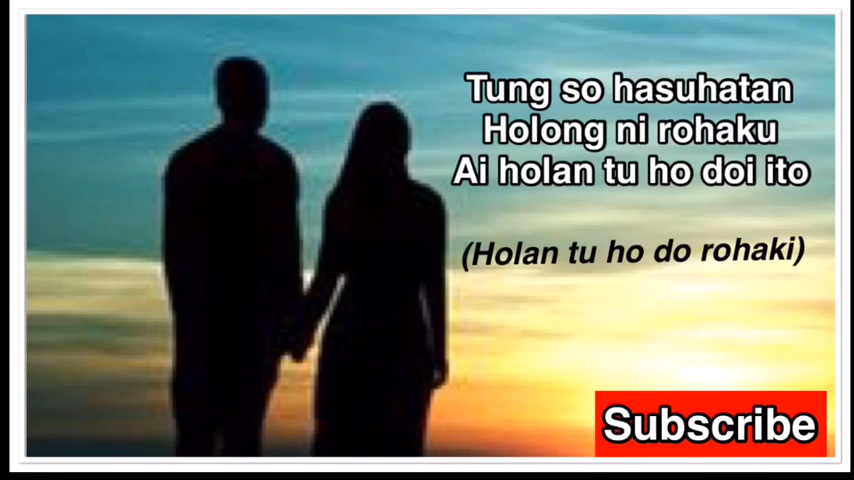 Tung so hasuhatan
Holong ni rohaku
Ai holan tu ho doi ito
(Holan tu ho do rohaki)
Subscribe